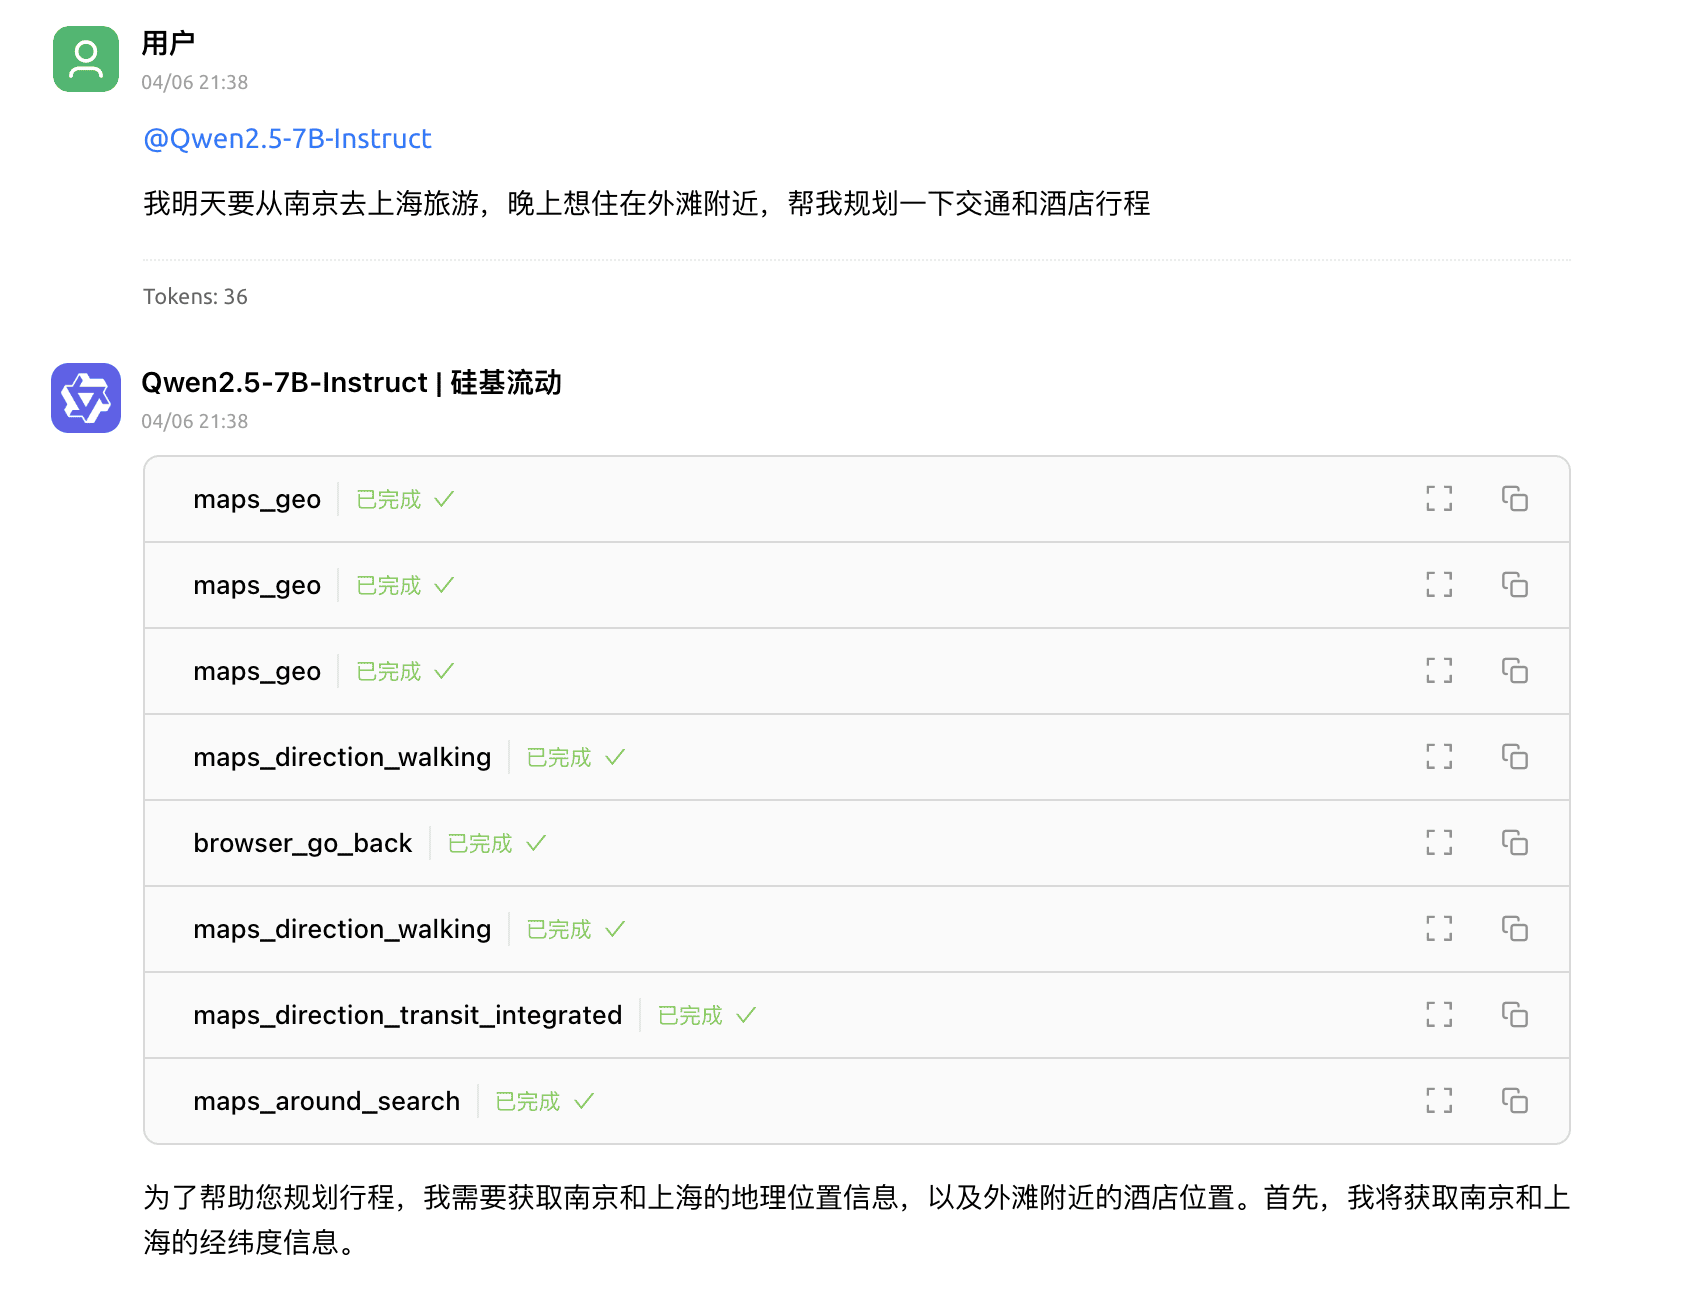 用户
04/06 21:38
@Qwen2.5-7B-Instruct
我明天要从南京去上海旅游，晚上想住在外滩附近，帮我规划一下交通和酒店行程
Tokens: 36
Qwen2.5-7B-Instruct | 硅基流动
04/06 21:38
maps_geo 已完成 ✓
maps_geo 已完成 ✓
maps_geo 已完成 ✓
maps_direction_walking 已完成 ✓
browser_go_back 已完成 ✓
maps_direction_walking 已完成 ✓
maps_direction_transit_integrated 已完成 ✓
maps_around_search 已完成 ✓
为了帮助您规划行程，我需要获取南京和上海的地理位置信息，以及外滩附近的酒店位置。首先，我将获取南京和上
海的经纬度信息。